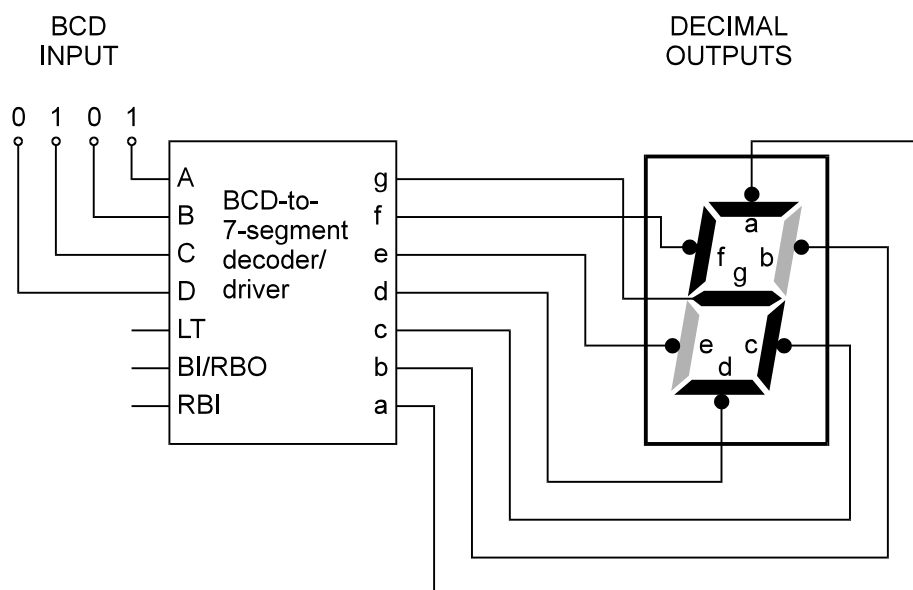 BCD
INPUT
DECIMAL
OUTPUTS
0 1 0 1
A
B
C
D
LT
BI/RBO
RBI
BCD-to-
7-segment
decoder/
driver
g
f
e
d
c
b
a
a
f
b
g
e
c
d